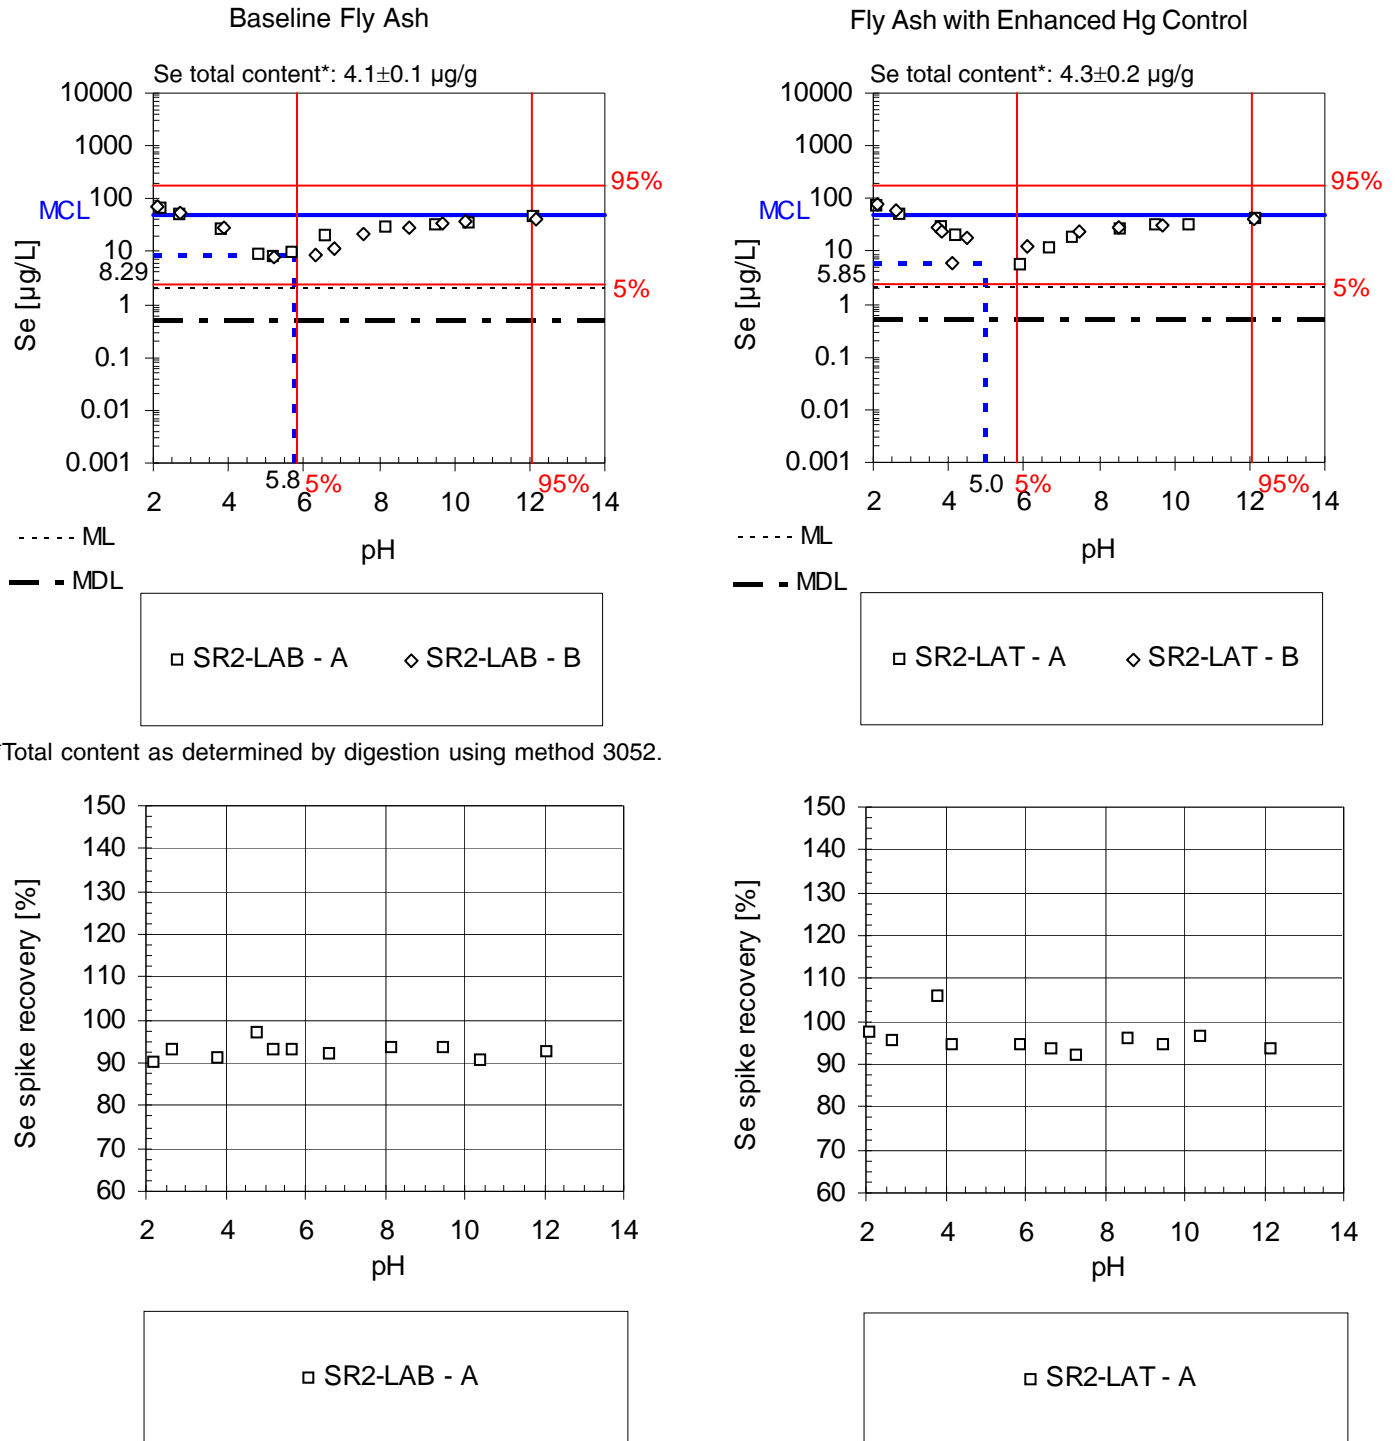 Baseline Fly Ash
Se total content*: 4.1±0.1 µg/g
10000
1000
100
10
1
0.1
0.01
0.001
MCL
8.29
Se [µg/L]
95%
5%
5.8 5% 95%
2 4 6 8 10 12 14
pH
ML
MDL
SR2-LAB - A SR2-LAB - B
Fly Ash with Enhanced Hg Control
Se total content*: 4.3±0.2 µg/g
10000
1000
100
10
1
0.1
0.01
0.001
MCL
5.85
Se [µg/L]
95%
5%
5.0 5% 95%
2 4 6 8 10 12 14
pH
ML
MDL
SR2-LAT - A SR2-LAT - B
*Total content as determined by digestion using method 3052.
150
140
130
120
110
100
90
80
70
60
Se spike recovery [%]
2 4 6 8 10 12 14
pH
SR2-LAB - A
150
140
130
120
110
100
90
80
70
60
Se spike recovery [%]
2 4 6 8 10 12 14
pH
SR2-LAT - A